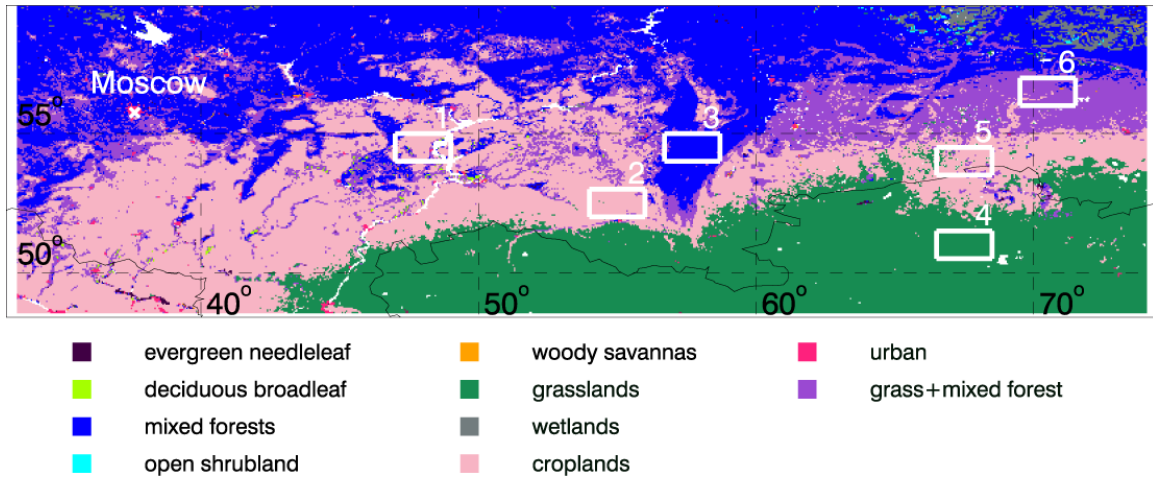 6
Moscow
55°
1
3
5
2
4
50°
40°
50°
60°
70°
evergreen needleleaf
woody savannas
urban
deciduous broadleaf
grasslands
grass+mixed forest
mixed forests
wetlands
open shrubland
croplands